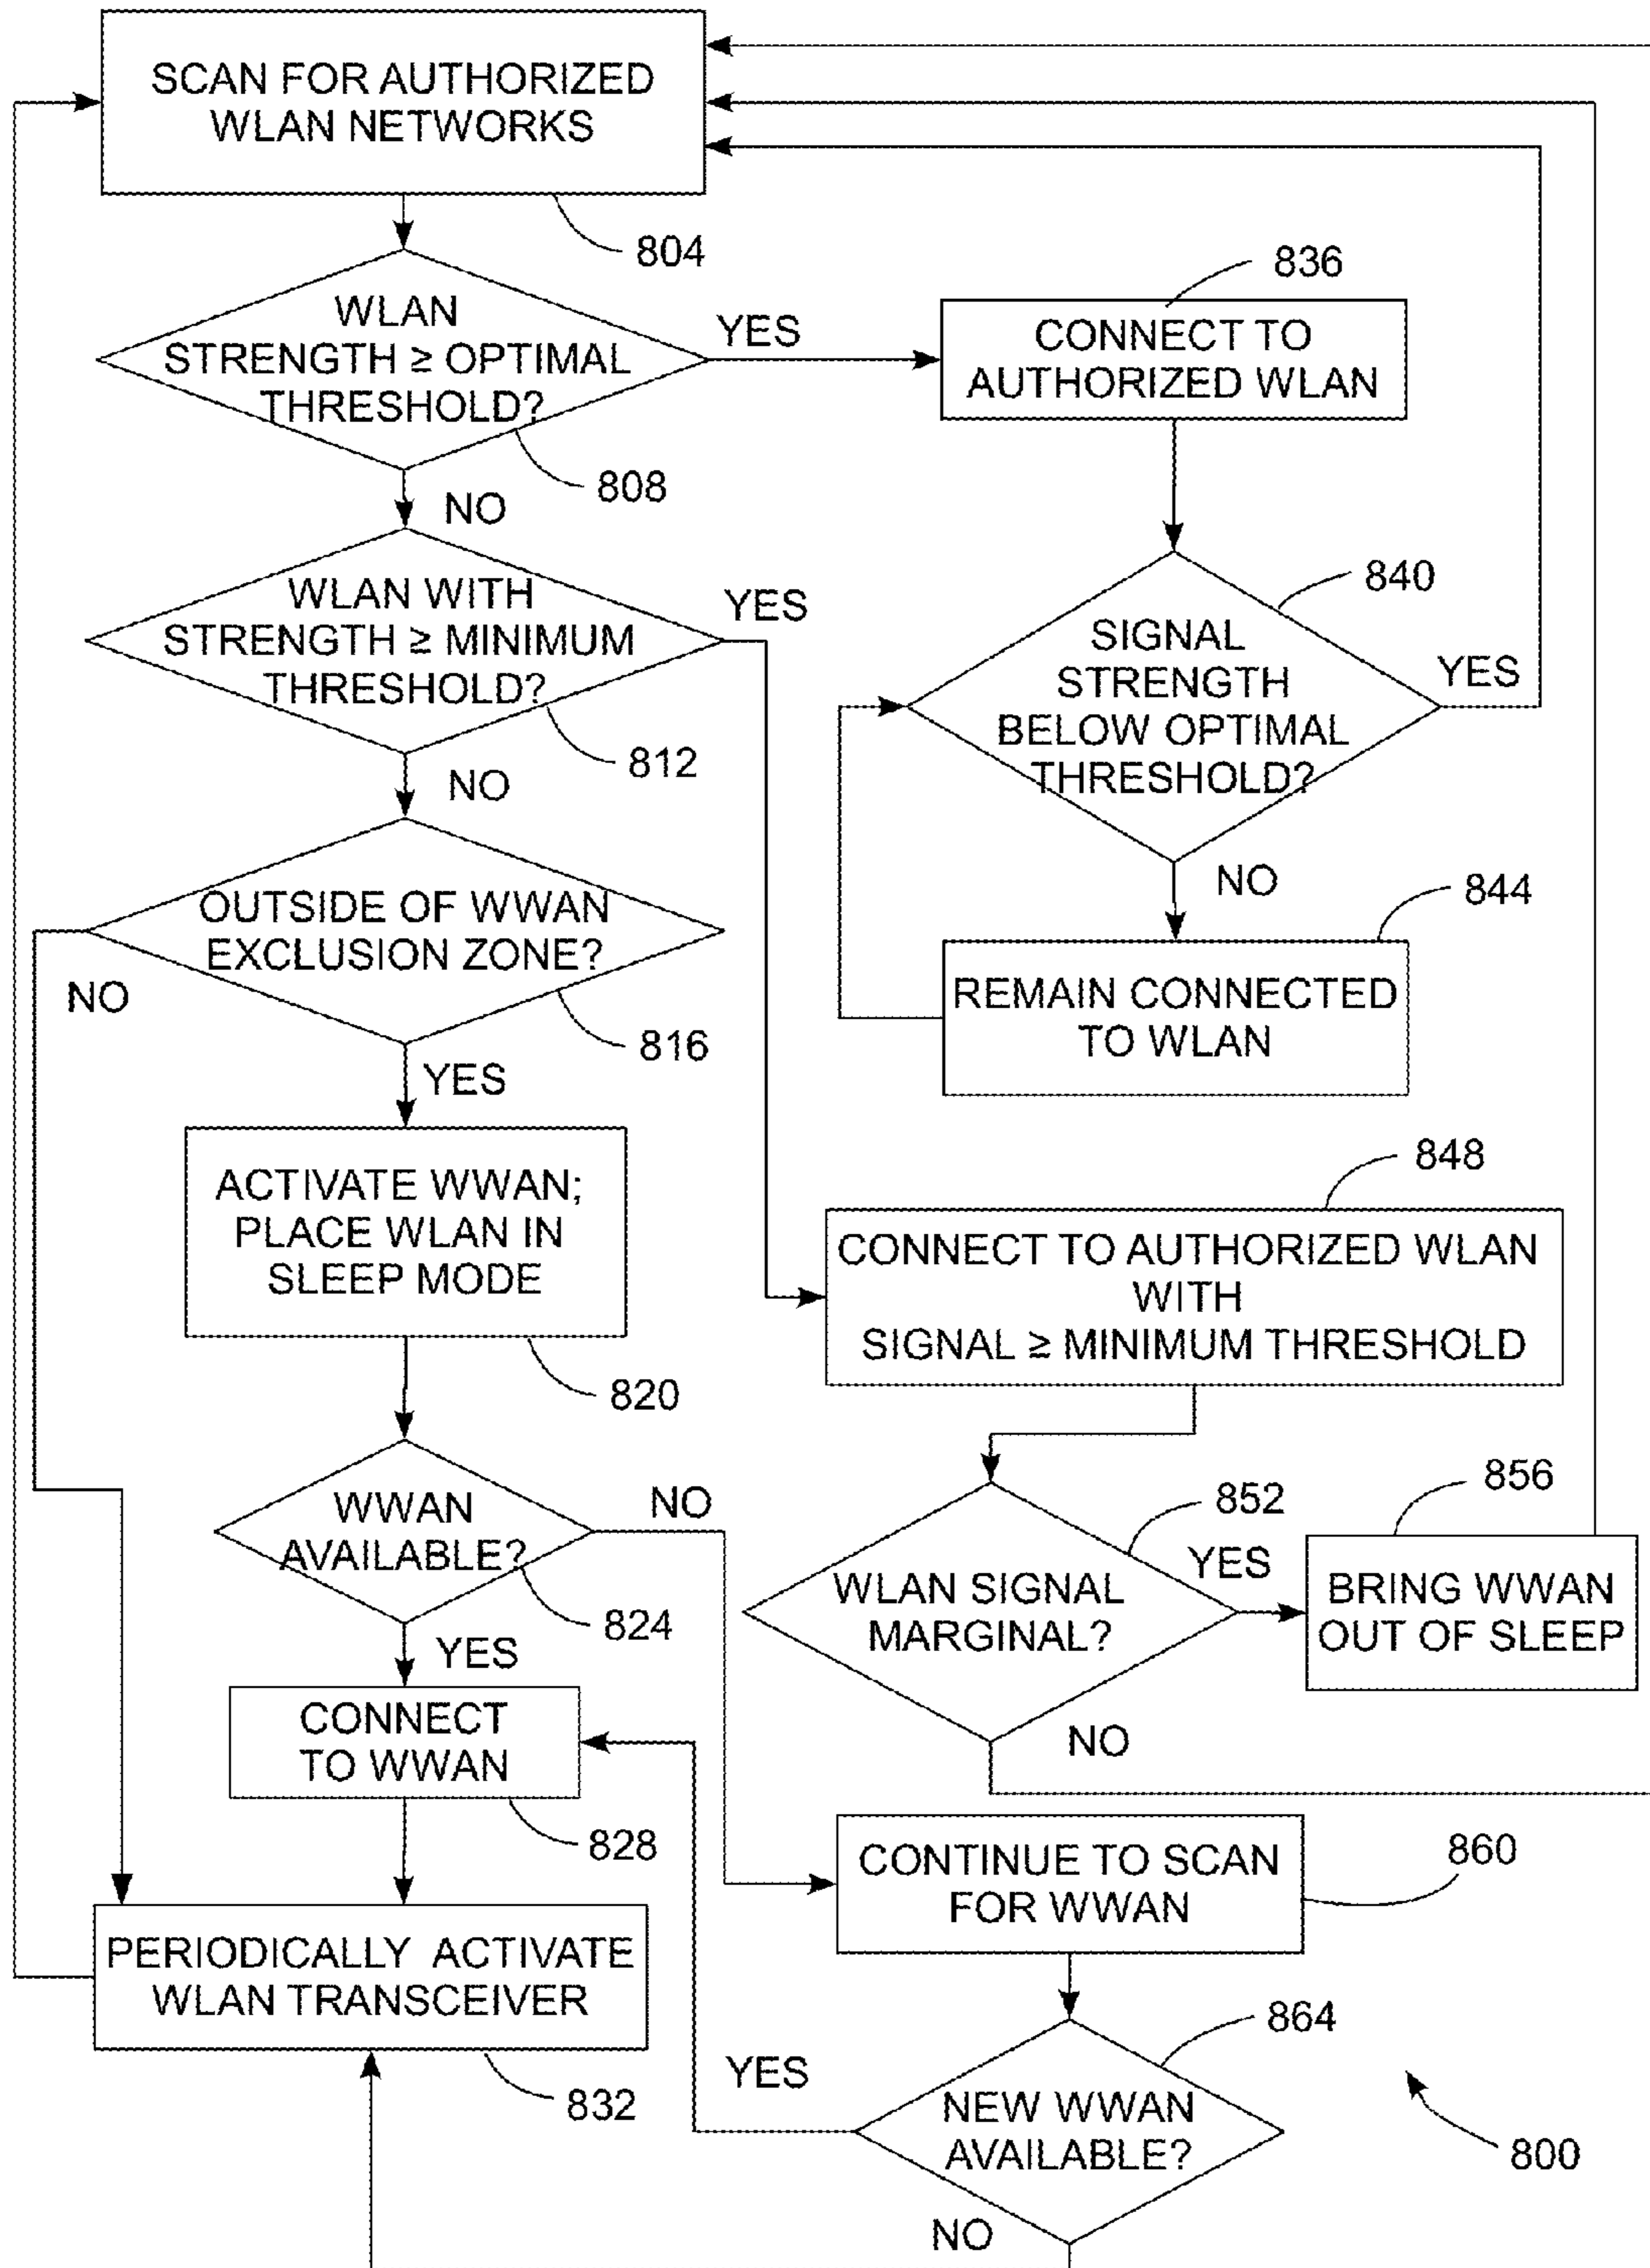 SCAN FOR AUTHORIZED
WLAN NETWORKS
804
WLAN
STRENGTH ≥ OPTIMAL
THRESHOLD?
808
YES
NO
836
CONNECT TO
AUTHORIZED WLAN
WLAN WITH
STRENGTH ≥ MINIMUM
THRESHOLD?
812
YES
NO
840
SIGNAL
STRENGTH
BELOW OPTIMAL
THRESHOLD?
YES
NO
844
REMAIN CONNECTED
TO WLAN
OUTSIDE OF WWAN
EXCLUSION ZONE?
816
NO
YES
ACTIVATE WWAN;
PLACE WLAN IN
SLEEP MODE
820
848
CONNECT TO AUTHORIZED WLAN
WITH
SIGNAL ≥ MINIMUM THRESHOLD
WWAN
AVAILABLE?
824
NO
YES
852
WLAN SIGNAL
MARGINAL?
YES
NO
856
BRING WWAN
OUT OF SLEEP
CONNECT
TO WWAN
828
CONTINUE TO SCAN
FOR WWAN
860
PERIODICALLY ACTIVATE
WLAN TRANSCEIVER
832
864
NEW WWAN
AVAILABLE?
YES
NO
800